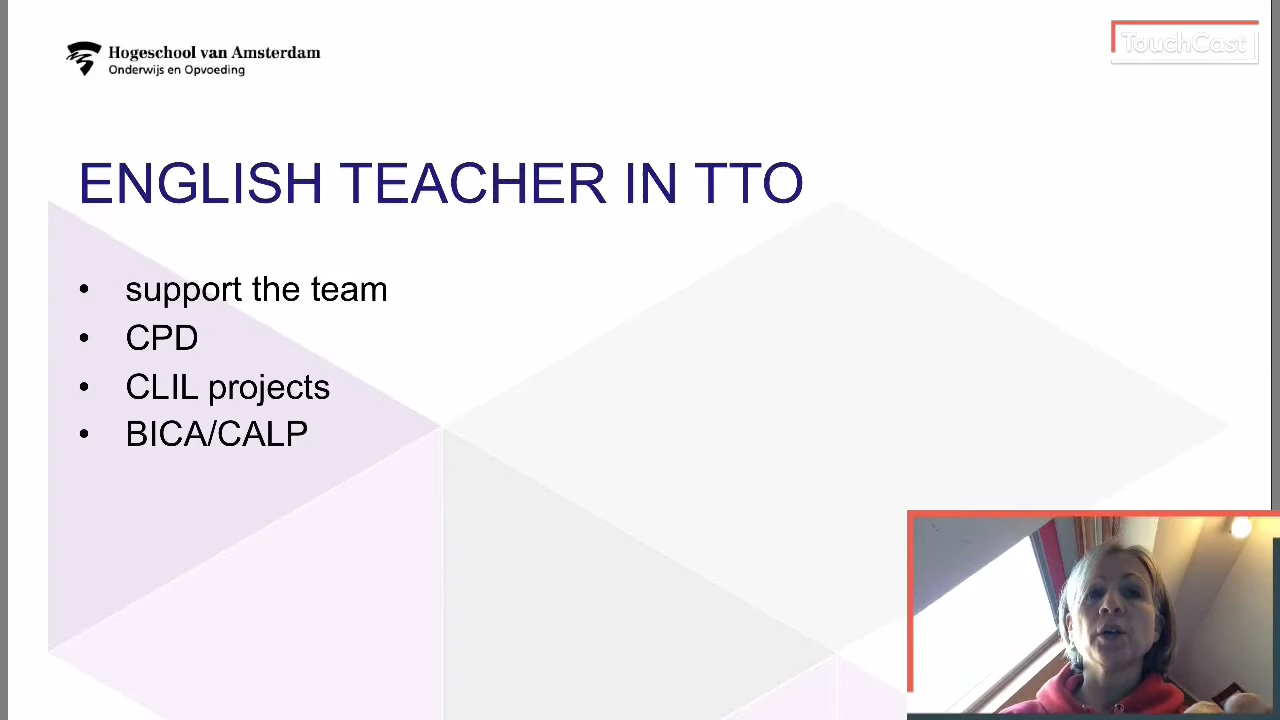 Hogeschool van Amsterdam
Onderwijs en Opvoeding
TouchCast
ENGLISH TEACHER IN TTO
• support the team
• CPD
• CLIL projects
• BICA/CALP